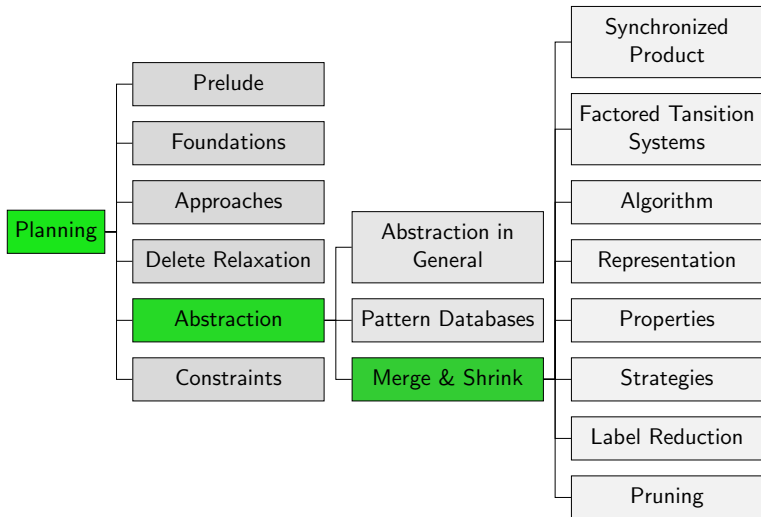 Planning
Prelude
Foundations
Approaches
Delete Relaxation
Abstraction
Constraints
Abstraction in
General
Pattern Databases
Merge & Shrink
Synchronized
Product
Factored Tansition
Systems
Algorithm
Representation
Properties
Strategies
Label Reduction
Pruning